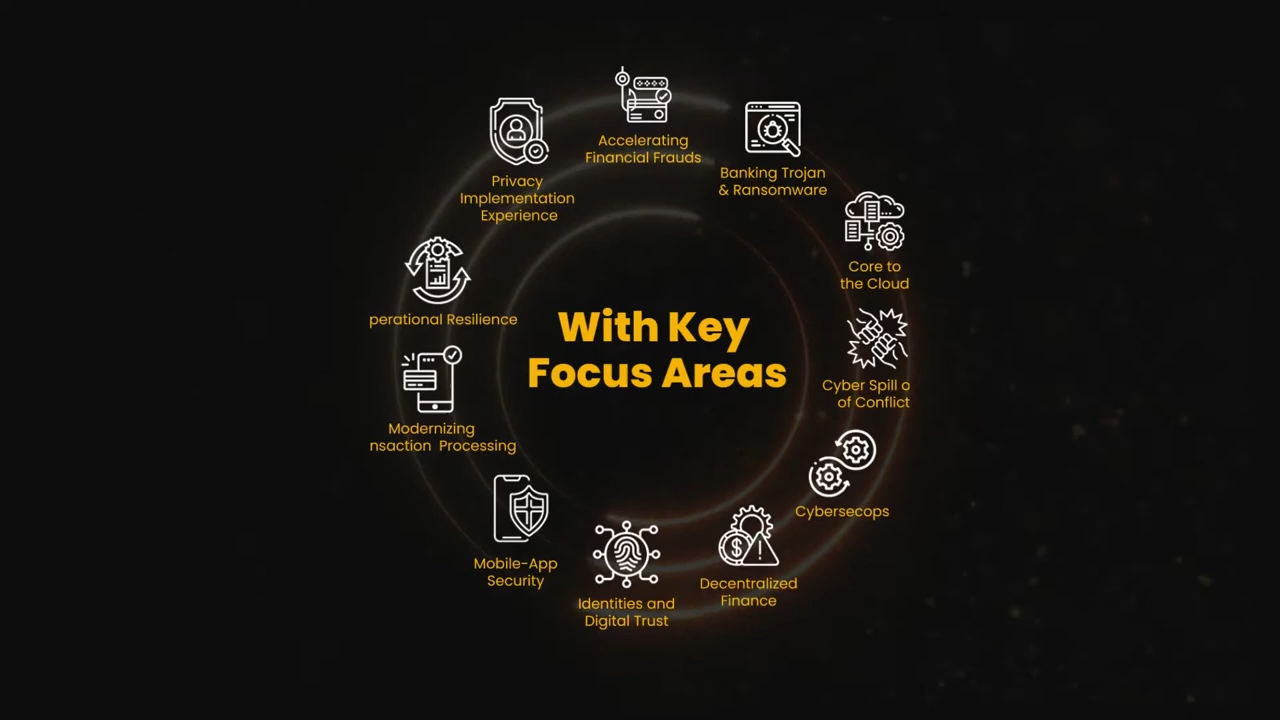 With Key
Focus Areas
Accelerating
Financial Frauds
Banking Trojan
& Ransomware
Core to
the Cloud
Cyber Spill o
of Conflict
Cybersecops
Decentralized
Finance
Identities and
Digital Trust
Mobile-App
Security
Modernizing
nsaction Processing
perational Resilience
Privacy
Implementation
Experience